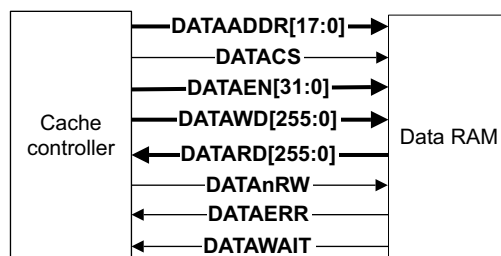 DATAADDR[17:0]
DATACS
DATAEN[31:0]
DATAWD[255:0]
Cache
controller
Data RAM
DATARD[255:0]
DATAnRW
DATAERR
DATAWAIT